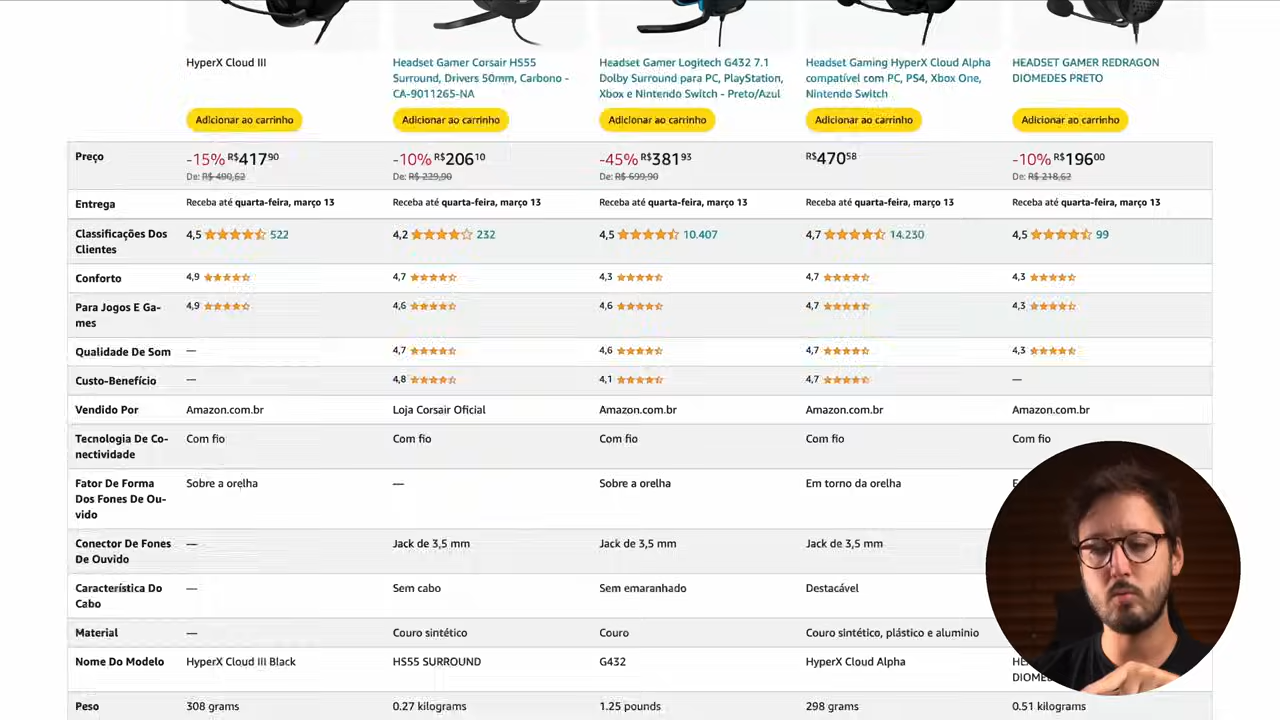 HyperX Cloud III
Headset Gamer Corsair HS55
Surround, Drivers 50mm, Carbono -
CA-9011265-NA
Headset Gamer Logitech G432 7.1
Dolby Surround para PC, PlayStation,
Xbox e Nintendo Switch - Preto/Azul
Headset Gaming HyperX Cloud Alpha
compatível com PC, PS4, Xbox One,
Nintendo Switch
HEADSET GAMER REDRAGON
DIOMEDES PRETO
Adicionar ao carrinho
Adicionar ao carrinho
Adicionar ao carrinho
Adicionar ao carrinho
Adicionar ao carrinho
Preço
-15% R$41790
De: R$ 490,62
-10% R$20610
De: R$ 229,90
-45% R$38193
De: R$ 699,90
R$47058
-10% R$19600
De: R$ 218,62
Entrega
Receba até quarta-feira, março 13
Receba até quarta-feira, março 13
Receba até quarta-feira, março 13
Receba até quarta-feira, março 13
Receba até quarta-feira, março 13
Classificações Dos
Clientes
4,5 522
4,2 232
4,5 10.407
4,7 14.230
4,5 99
Conforto
4,9
4,7
4,3
4,7
4,3
Para Jogos E Ga-
mes
4,9
4,6
4,6
4,7
4,3
Qualidade De Som
—
4,7
4,6
4,7
4,3
Custo-Benefício
—
4,8
4,1
4,7
—
Vendido Por
Amazon.com.br
Loja Corsair Oficial
Amazon.com.br
Amazon.com.br
Amazon.com.br
Tecnologia De Co-
nectividade
Com fio
Com fio
Com fio
Com fio
Com fio
Fator De Forma
Dos Fones De Ou-
vido
Sobre a orelha
—
Sobre a orelha
Em torno da orelha
Conector De Fones
De Ouvido
—
Jack de 3,5 mm
Jack de 3,5 mm
Jack de 3,5 mm
Característica Do
Cabo
—
Sem cabo
Sem emaranhado
Destacável
Material
—
Couro sintético
Couro
Couro sintético, plástico e alumínio
Nome Do Modelo
HyperX Cloud III Black
HS55 SURROUND
G432
HyperX Cloud Alpha
Peso
308 grams
0.27 kilograms
1.25 pounds
298 grams
0.51 kilograms